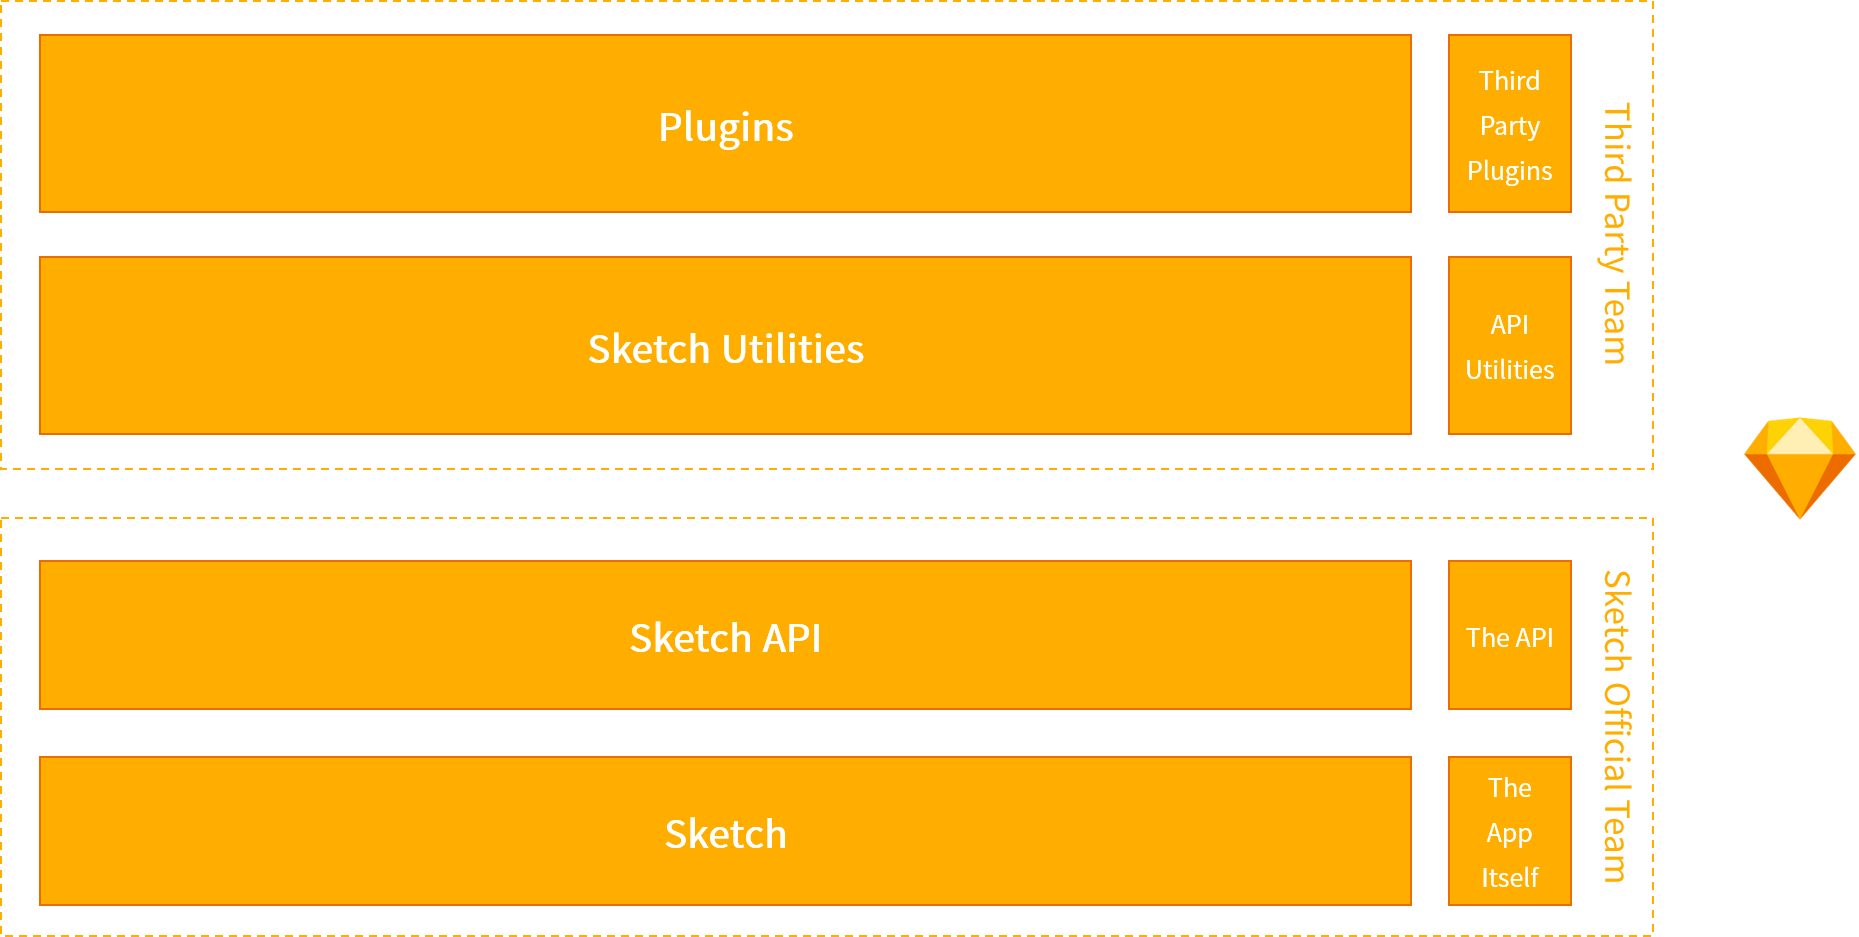 Plugins
Third
Party
Plugins
Sketch Utilities
API
Utilities
Third Party Team
Sketch API
The API
Sketch
The
App
Itself
Sketch Official Team